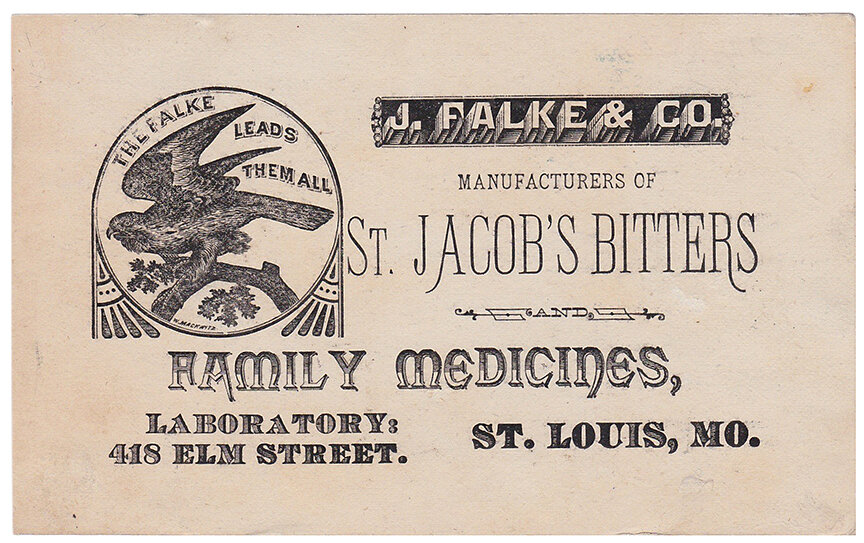 THE FALKE
LEADS
THEM ALL
W. MACKWITZ
J. FALKE & CO.
MANUFACTURERS OF
ST. JACOB'S BITTERS
AND
FAMILY MEDICINES,
LABORATORY:
418 ELM STREET.
ST. LOUIS, MO.